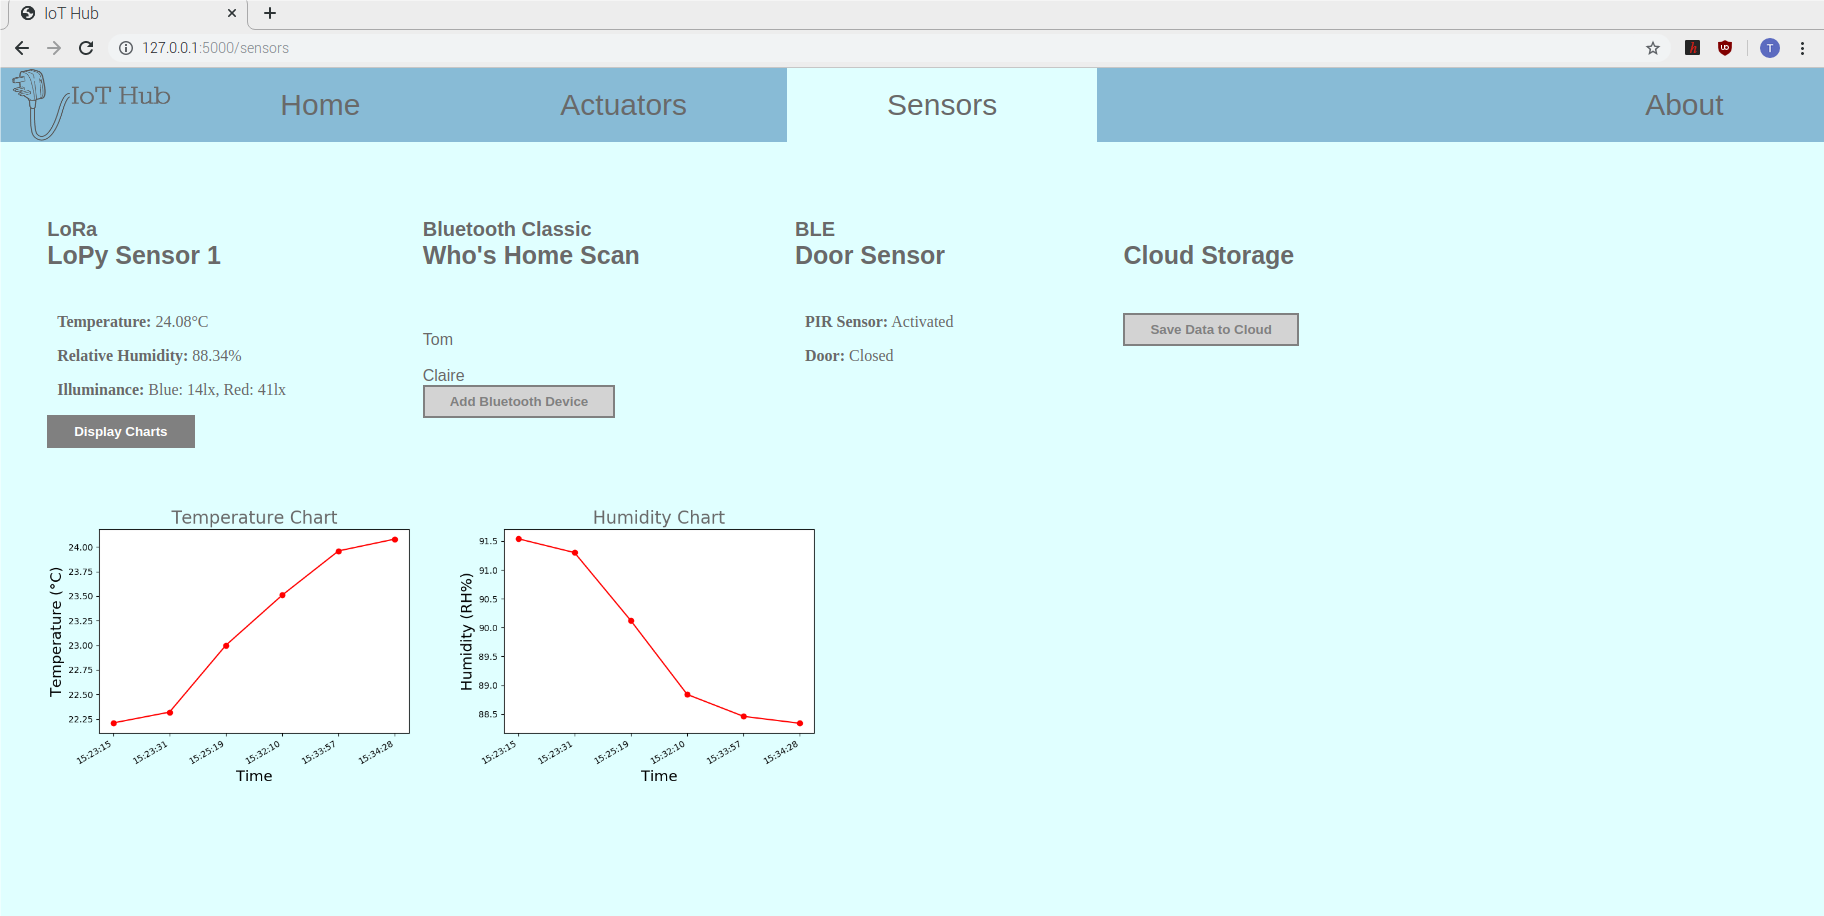 IoT Hub
127.0.0.1:5000/sensors
T
IoT Hub
Home
Actuators
Sensors
About
LoRa
LoPy Sensor 1
Temperature: 24.08°C
Relative Humidity: 88.34%
Illuminance: Blue: 14lx, Red: 41lx
Display Charts
Bluetooth Classic
Who's Home Scan
Tom
Claire
Add Bluetooth Device
BLE
Door Sensor
PIR Sensor: Activated
Door: Closed
Cloud Storage
Save Data to Cloud
Temperature Chart
Temperature (°C)
24.00
23.75
23.50
23.25
23.00
22.75
22.50
22.25
15:23:15
15:23:31
15:25:19
15:32:10
15:33:57
15:34:28
Time
Humidity Chart
Humidity (RH%)
91.5
91.0
90.5
90.0
89.5
89.0
88.5
15:23:15
15:23:31
15:25:19
15:32:10
15:33:57
15:34:28
Time